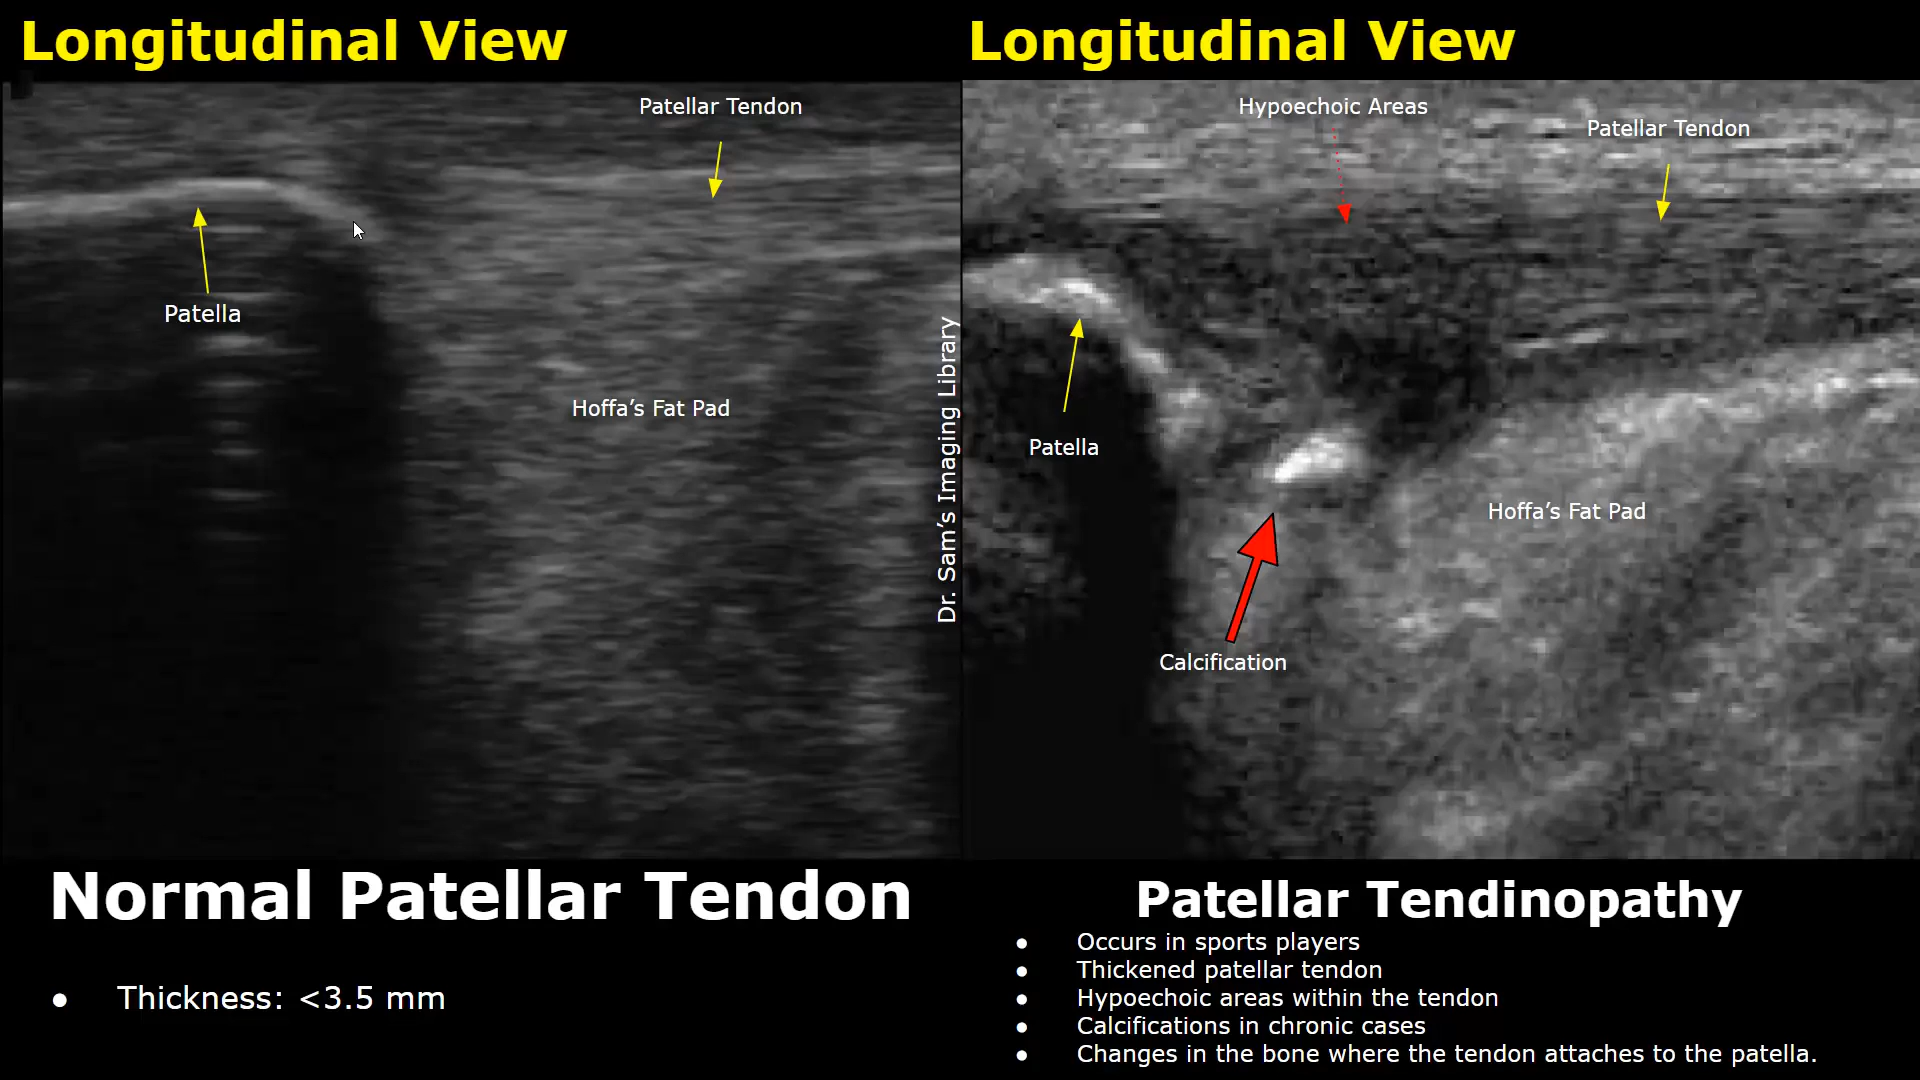 Longitudinal View
Patellar Tendon
Patella
Hoffa's Fat Pad
Normal Patellar Tendon
● Thickness: <3.5 mm
Dr. Sam's Imaging Library
Longitudinal View
Hypoechoic Areas
Patellar Tendon
Patella
Hoffa's Fat Pad
Calcification
Patellar Tendinopathy
● Occurs in sports players
● Thickened patellar tendon
● Hypoechoic areas within the tendon
● Calcifications in chronic cases
● Changes in the bone where the tendon attaches to the patella.